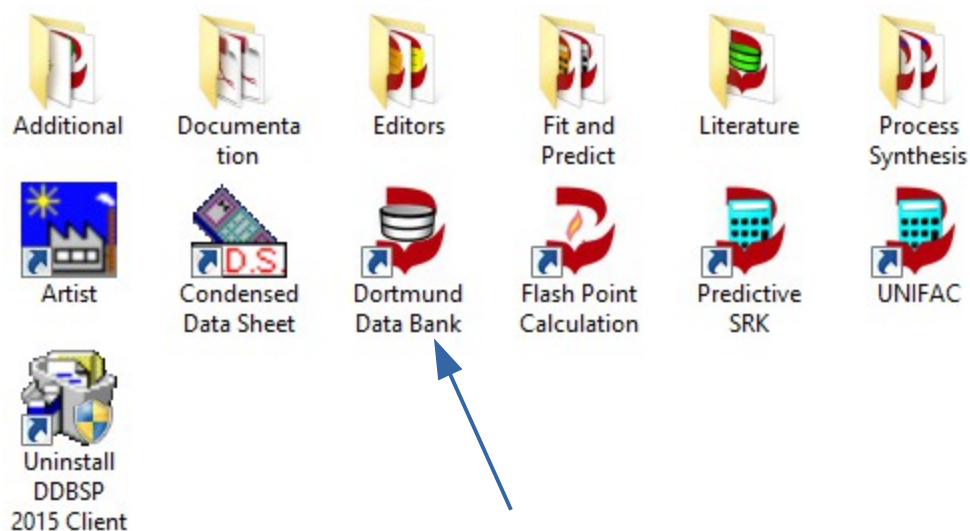 Additional
Documenta
tion
Editors
Fit and
Predict
Literature
Process
Synthesis
Artist
D.S.
Condensed
Data Sheet
Dortmund
Data Bank
Flash Point
Calculation
Predictive
SRK
UNIFAC
Uninstall
DDBSP
2015 Client